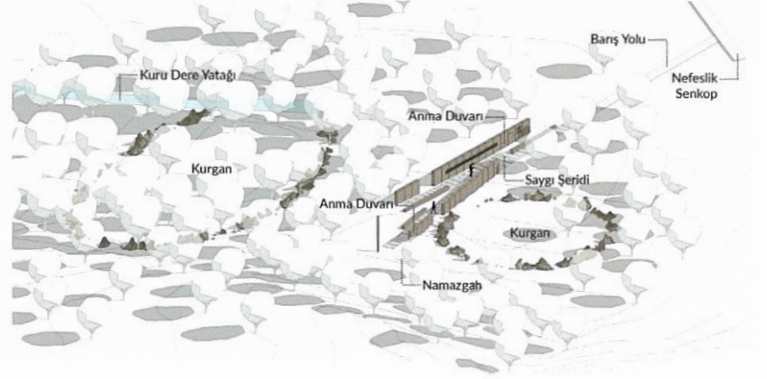 Barış Yolu
Kuru Dere Yatağı
Nefeslik
Senkop
Anma Duvarı
Kurgan
Saygı Şeridi
Anma Duvarı
Kurgan
Namazgah